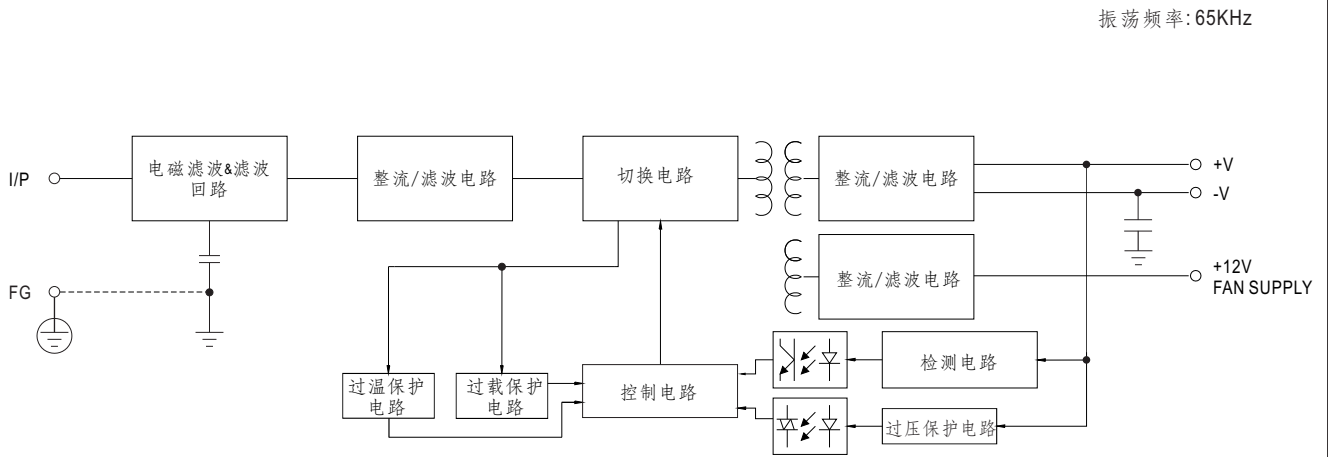 振荡频率:65KHz
I/P
电磁滤波&滤波
回路
整流/滤波电路
切换电路
整流/滤波电路
+V
-V
FG
整流/滤波电路
+12V
FAN SUPPLY
过温保护
电路
过载保护
电路
控制电路
检测电路
过压保护电路